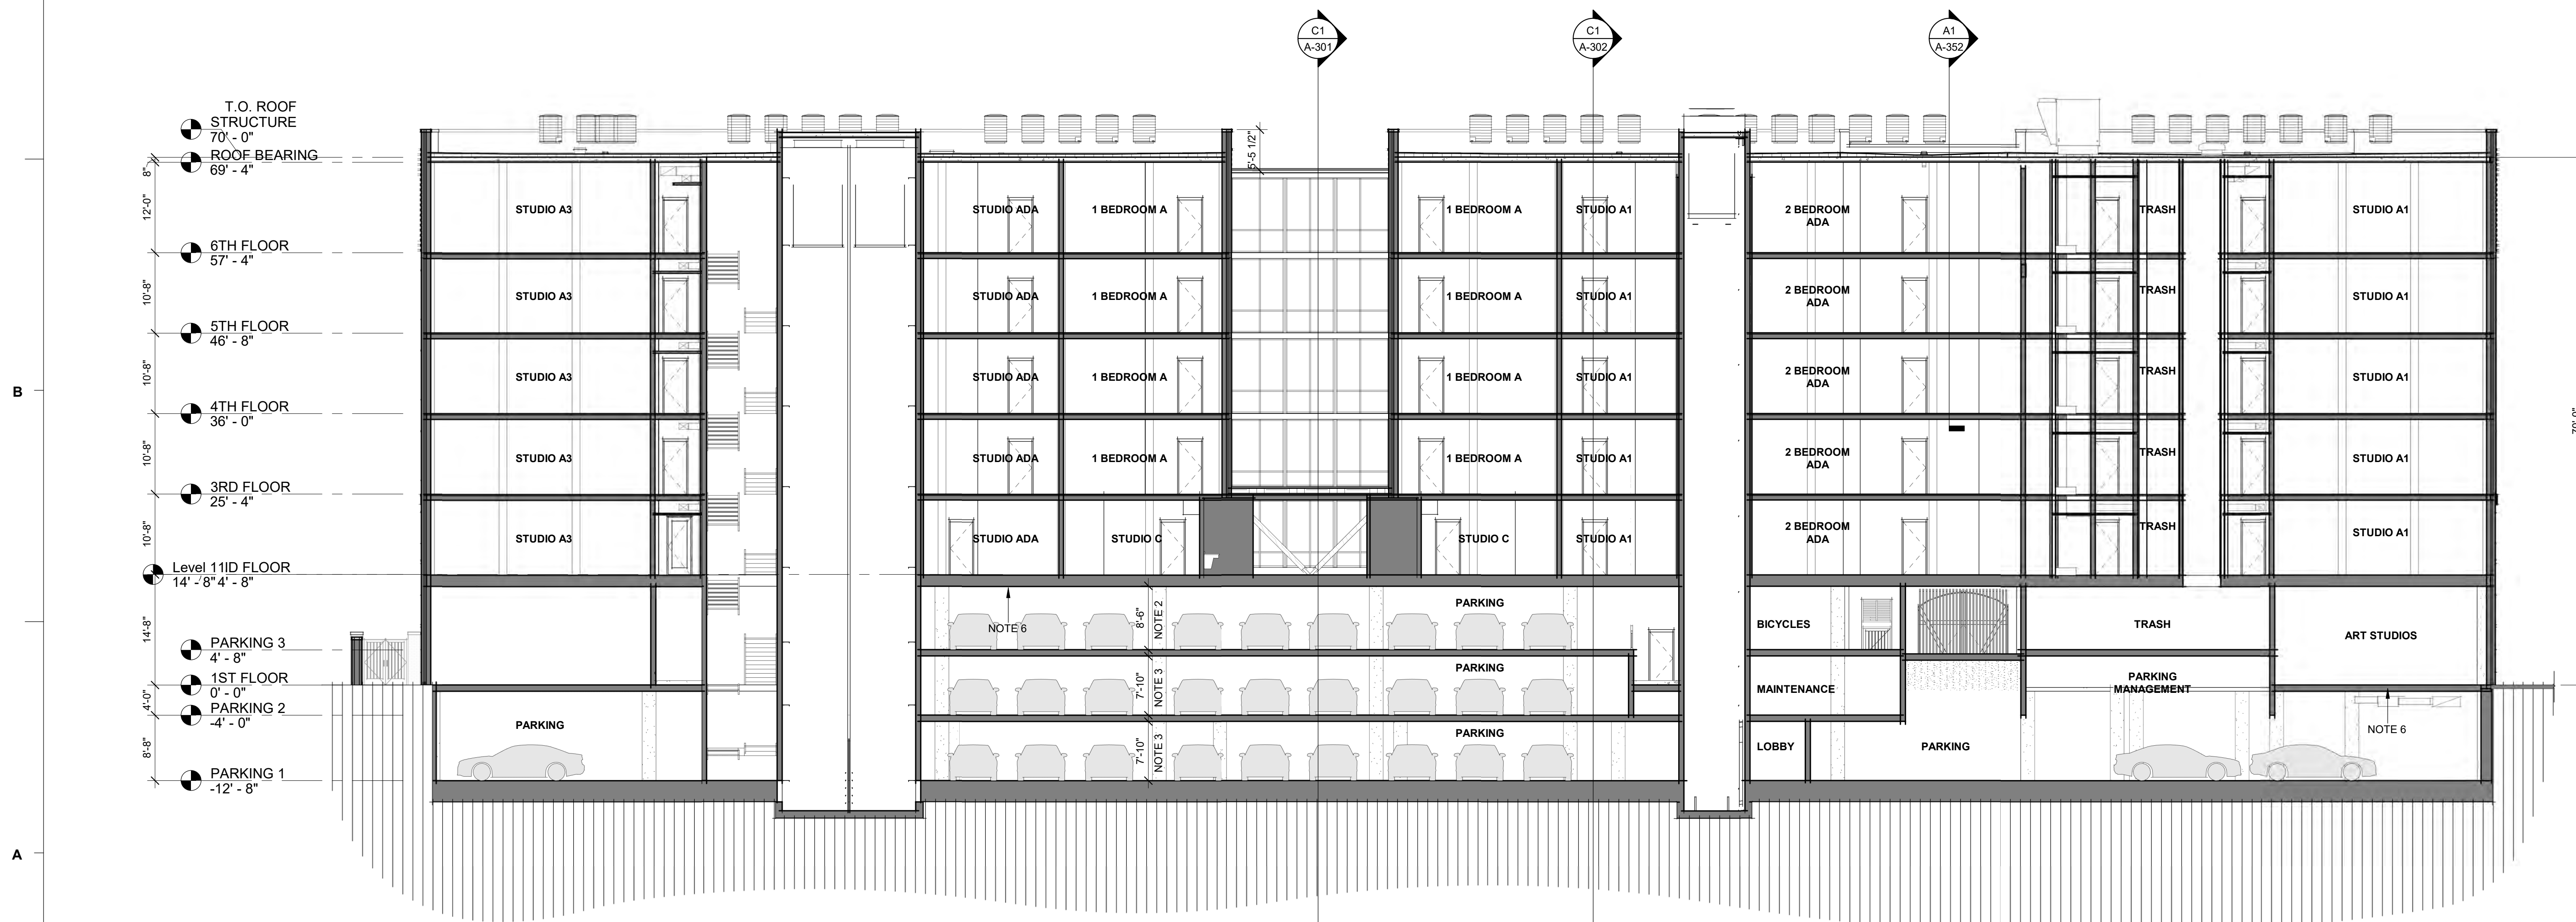 C1
A-301
C1
A-302
A1
A-352
T.O. ROOF
STRUCTURE
70' - 0"
ROOF BEARING
69' - 4"
8"
5'-5 1/2"
12'-0"
STUDIO A3
STUDIO ADA
1 BEDROOM A
1 BEDROOM A
STUDIO A1
2 BEDROOM
ADA
TRASH
STUDIO A1
6TH FLOOR
57' - 4"
10'-8"
STUDIO A3
STUDIO ADA
1 BEDROOM A
1 BEDROOM A
STUDIO A1
2 BEDROOM
ADA
TRASH
STUDIO A1
5TH FLOOR
46' - 8"
10'-8"
STUDIO A3
STUDIO ADA
1 BEDROOM A
1 BEDROOM A
STUDIO A1
2 BEDROOM
ADA
TRASH
STUDIO A1
B
70'-0"
4TH FLOOR
36' - 0"
10'-8"
STUDIO A3
STUDIO ADA
1 BEDROOM A
1 BEDROOM A
STUDIO A1
2 BEDROOM
ADA
TRASH
STUDIO A1
3RD FLOOR
25' - 4"
10'-8"
STUDIO A3
STUDIO ADA
STUDIO C
STUDIO C
STUDIO A1
2 BEDROOM
ADA
TRASH
STUDIO A1
Level 11ID FLOOR
14' - 8" 4' - 8"
14'-8"
NOTE 6
8'-6"
NOTE 2
PARKING
BICYCLES
TRASH
ART STUDIOS
PARKING 3
4' - 8"
1ST FLOOR
0' - 0"
4'-0"
7'-10"
NOTE 3
PARKING
MAINTENANCE
PARKING
MANAGEMENT
PARKING 2
-4' - 0"
8'-8"
PARKING
7'-10"
NOTE 3
PARKING
LOBBY
PARKING
NOTE 6
PARKING 1
-12' - 8"
A